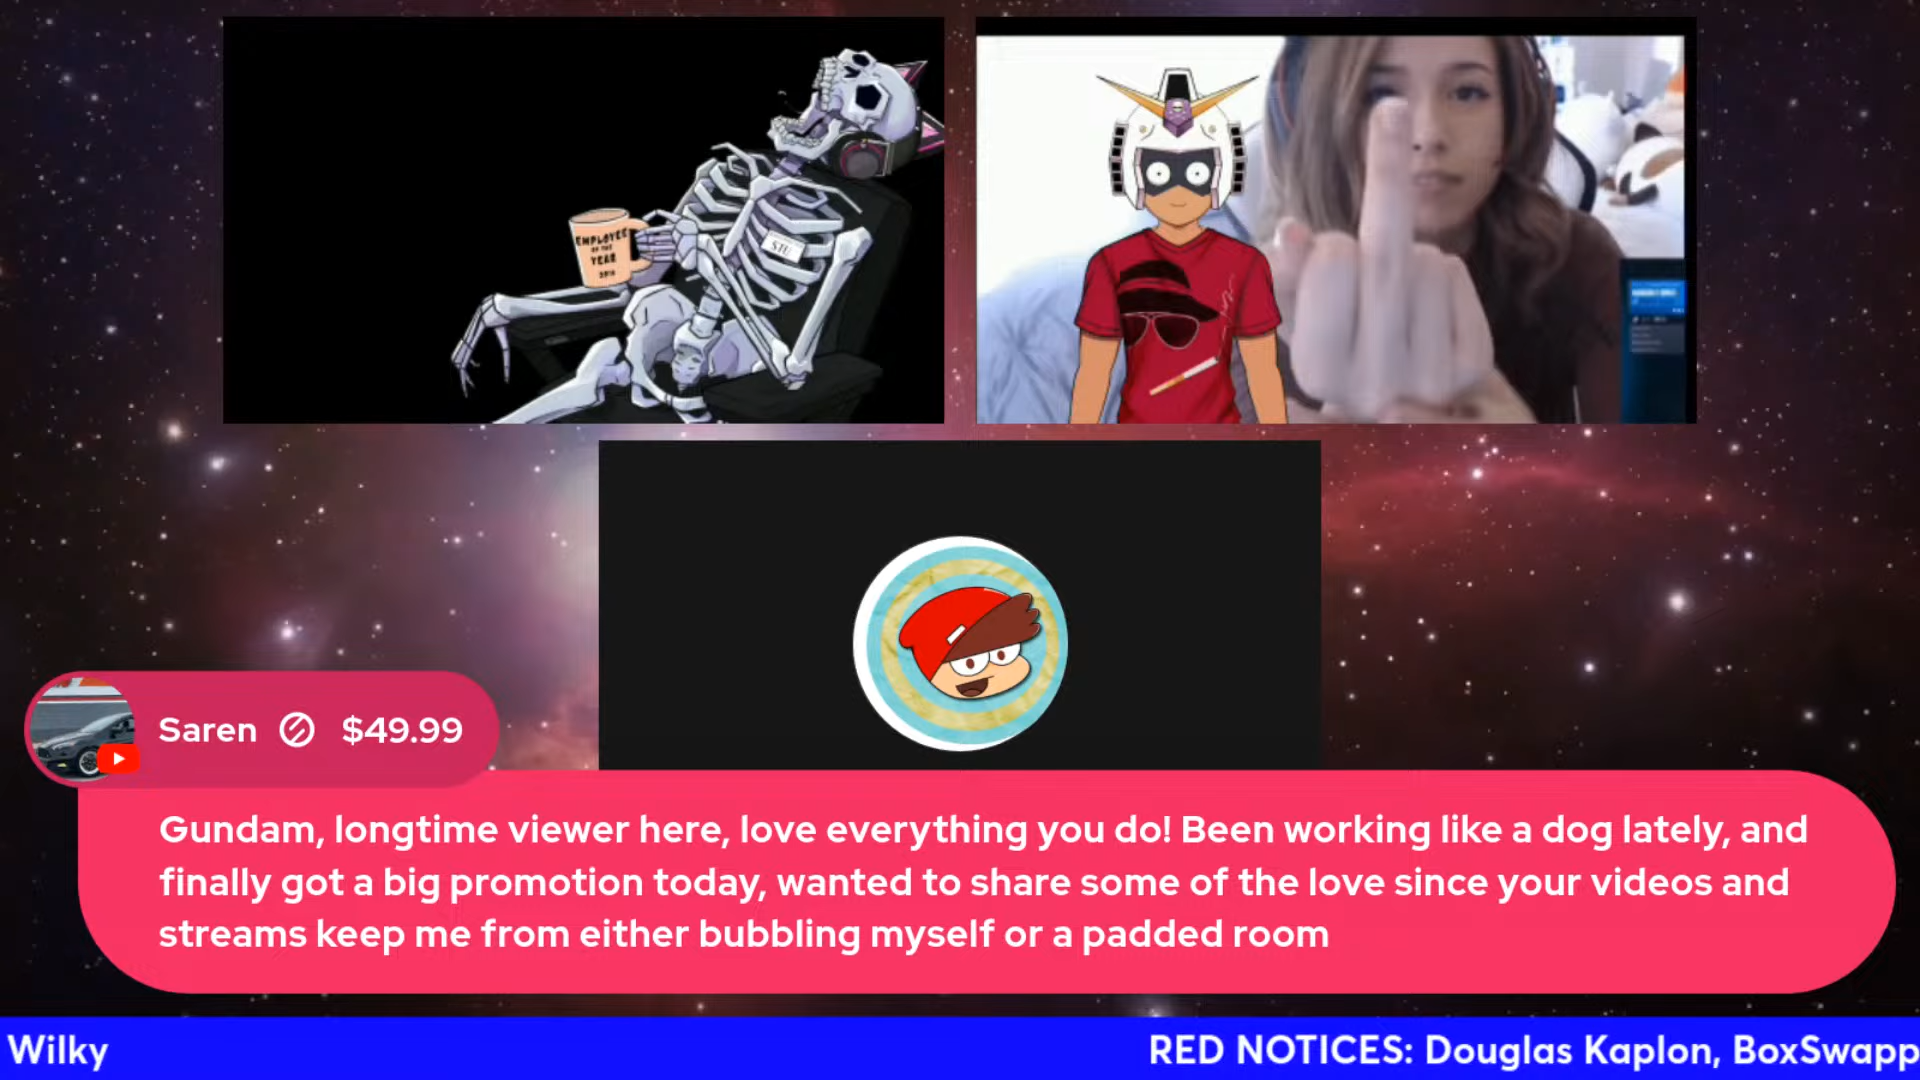 EMPLOYEE
OF THE
YEAR
STU
Saren $49.99
Gundam, longtime viewer here, love everything you do! Been working like a dog lately, and
finally got a big promotion today, wanted to share some of the love since your videos and
streams keep me from either bubbling myself or a padded room
Wilky
RED NOTICES: Douglas Kaplon, BoxSwapp